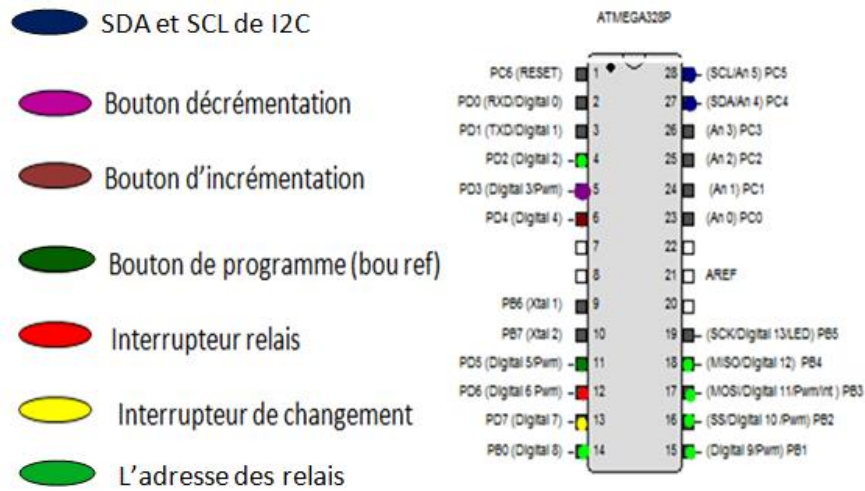 SDA et SCL de I2C
Bouton décrémentation
Bouton d'incrémentation
Bouton de programme (bou ref)
Interrupteur relais
Interrupteur de changement
L'adresse des relais
ATMEGA328P
PC6 (RESET) 1 28 (SCL/An 5) PC5
PD0 (RXD/Digital 0) 2 27 (SDA/An 4) PC4
PD1 (TXD/Digital 1) 3 26 (An 3) PC3
PD2 (Digital 2) 4 25 (An 2) PC2
PD3 (Digital 3/Pwm) 5 24 (An 1) PC1
PD4 (Digital 4) 6 23 (An 0) PC0
7 22
8 21 AREF
PB6 (Xtal 1) 9 20
PB7 (Xtal 2) 10 19 (SCK/Digital 13/LED) PB5
PD5 (Digital 5/Pwm) 11 18 (MISO/Digital 12) PB4
PD6 (Digital 6 Pwm) 12 17 (MOSI/Digital 11/Pwm/int ) PB3
PD7 (Digital 7) 13 16 (SS/Digital 10 /Pwm) PB2
PB0 (Digital 8) 14 15 (Digital 9/Pwm) PB1